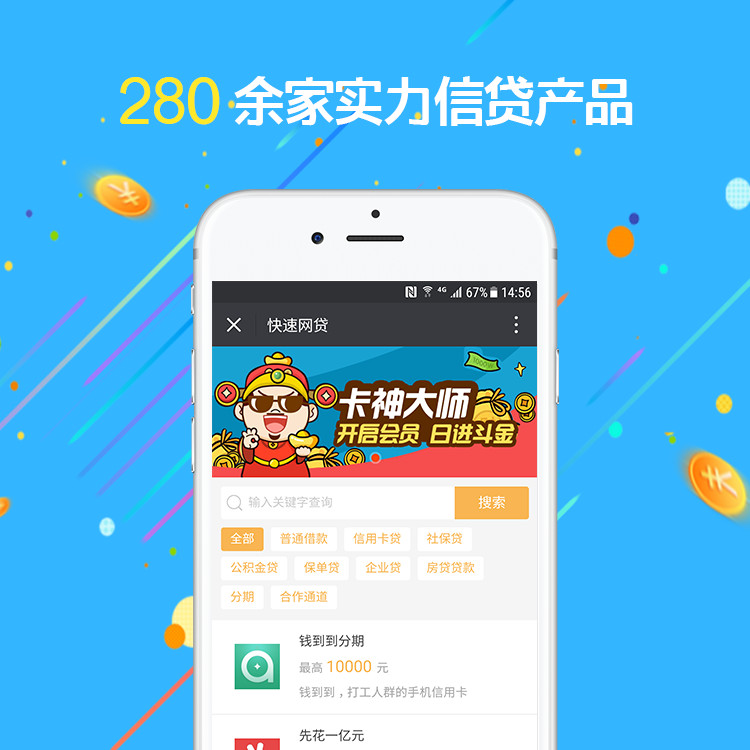 280 余家实力信贷产品
4G 67% 14:56
快速网贷
卡神大师
开启会员 日进斗金
输入关键字查询 搜索
全部 普通借款 信用卡贷 社保贷
公积金贷 保单贷 企业贷 房贷贷款
分期 合作通道
钱到到分期
最高 10000 元
钱到到，打工人群的手机信用卡
先花一亿元